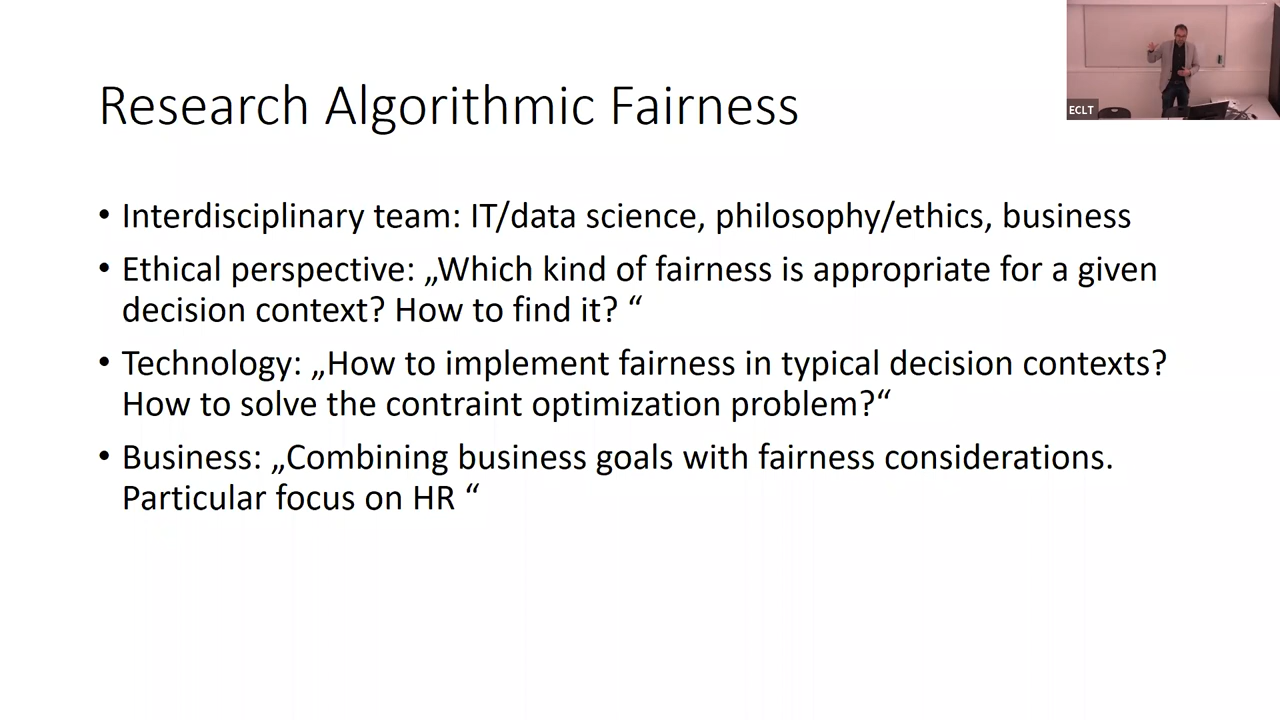 Research Algorithmic Fairness
ECLT
• Interdisciplinary team: IT/data science, philosophy/ethics, business
• Ethical perspective: „Which kind of fairness is appropriate for a given
decision context? How to find it? “
• Technology: „How to implement fairness in typical decision contexts?
How to solve the contraint optimization problem?“
• Business: „Combining business goals with fairness considerations.
Particular focus on HR “